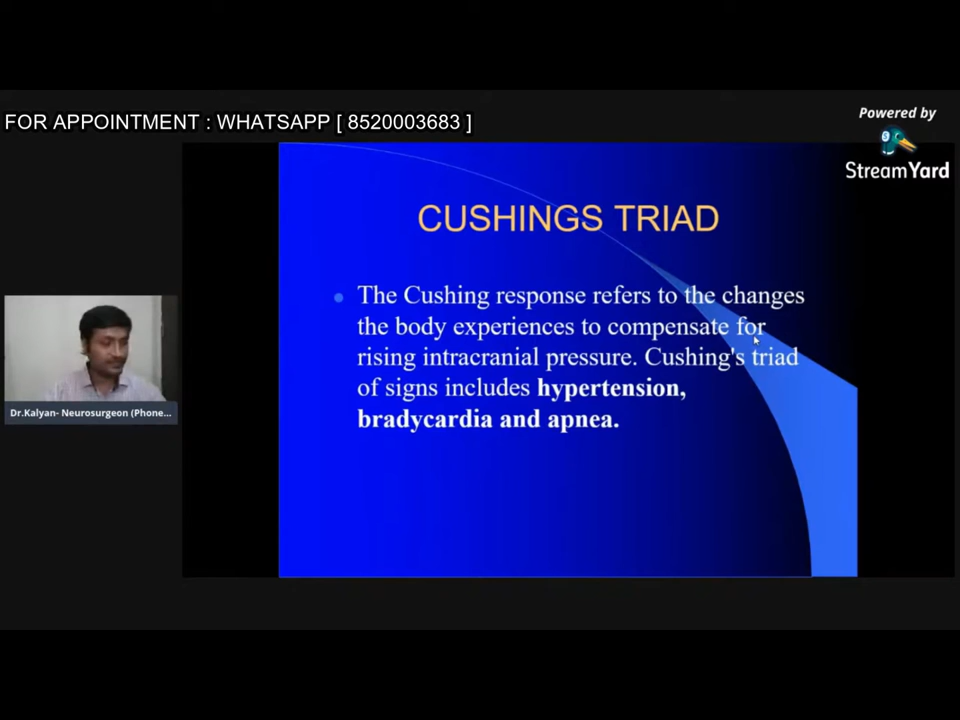 FOR APPOINTMENT : WHATSAPP [ 8520003683 ]
Powered by
StreamYard
CUSHINGS TRIAD
The Cushing response refers to the changes
the body experiences to compensate for
rising intracranial pressure. Cushing's triad
of signs includes hypertension,
bradycardia and apnea.
Dr.Kalyan- Neurosurgeon (Phone...